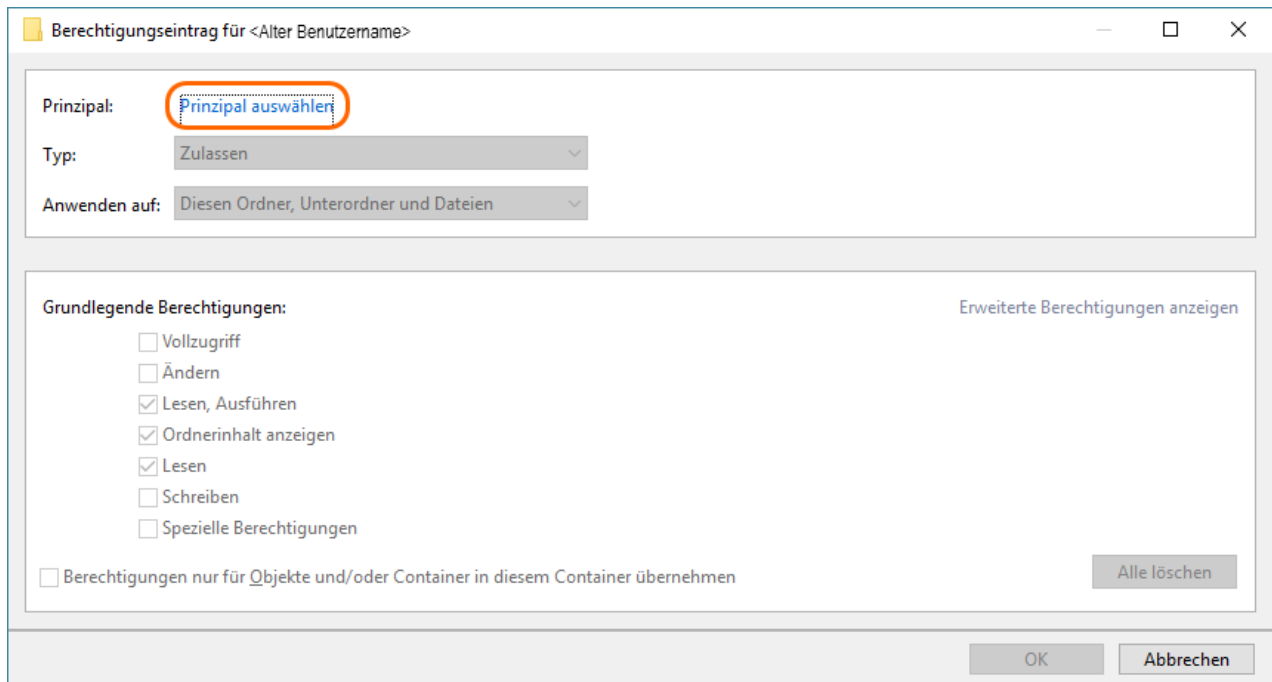 Berechtigungseintrag für <Alter Benutzername>
Prinzipal: Prinzipal auswählen
Typ: Zulassen
Anwenden auf: Diesen Ordner, Unterordner und Dateien
Grundlegende Berechtigungen: Erweiterte Berechtigungen anzeigen
Vollzugriff
Ändern
Lesen, Ausführen
Ordnerinhalt anzeigen
Lesen
Schreiben
Spezielle Berechtigungen
Berechtigungen nur für Objekte und/oder Container in diesem Container übernehmen Alle löschen
OK Abbrechen